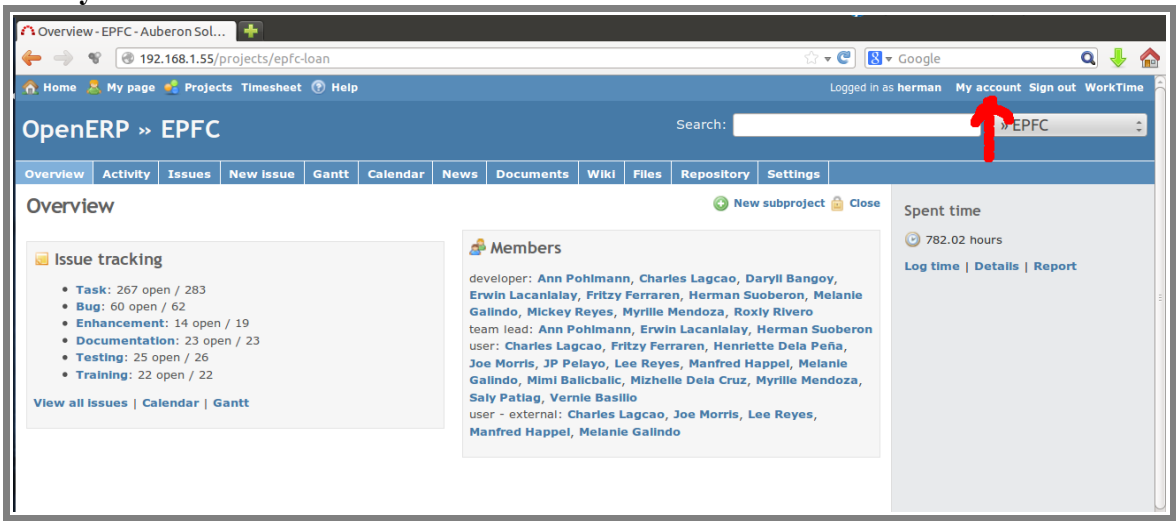 Overview - EPFC - Auberon Sol...
192.168.1.55/projects/epfc-loan
Google
Home My page Projects Timesheet Help
Logged in as herman My account Sign out WorkTime
OpenERP » EPFC
Search:
» EPFC
Overview Activity Issues New issue Gantt Calendar News Documents Wiki Files Repository Settings
Overview
New subproject Close
Issue tracking
Task: 267 open / 283
Bug: 60 open / 62
Enhancement: 14 open / 19
Documentation: 23 open / 23
Testing: 25 open / 26
Training: 22 open / 22
View all issues | Calendar | Gantt
Members
developer: Ann Pohlmann, Charles Lagcao, Daryll Bangoy,
Erwin Lacanlalay, Fritzy Ferraren, Herman Suoberon, Melanie
Galindo, Mickey Reyes, Myrille Mendoza, Roxly Rivero
team lead: Ann Pohlmann, Erwin Lacanlalay, Herman Suoberon
user: Charles Lagcao, Fritzy Ferraren, Henriette Dela Peña,
Joe Morris, JP Pelayo, Lee Reyes, Manfred Happel, Melanie
Galindo, Mimi Balicbalic, Mizhelle Dela Cruz, Myrille Mendoza,
Saly Patiag, Vernie Basilio
user - external: Charles Lagcao, Joe Morris, Lee Reyes,
Manfred Happel, Melanie Galindo
Spent time
782.02 hours
Log time | Details | Report